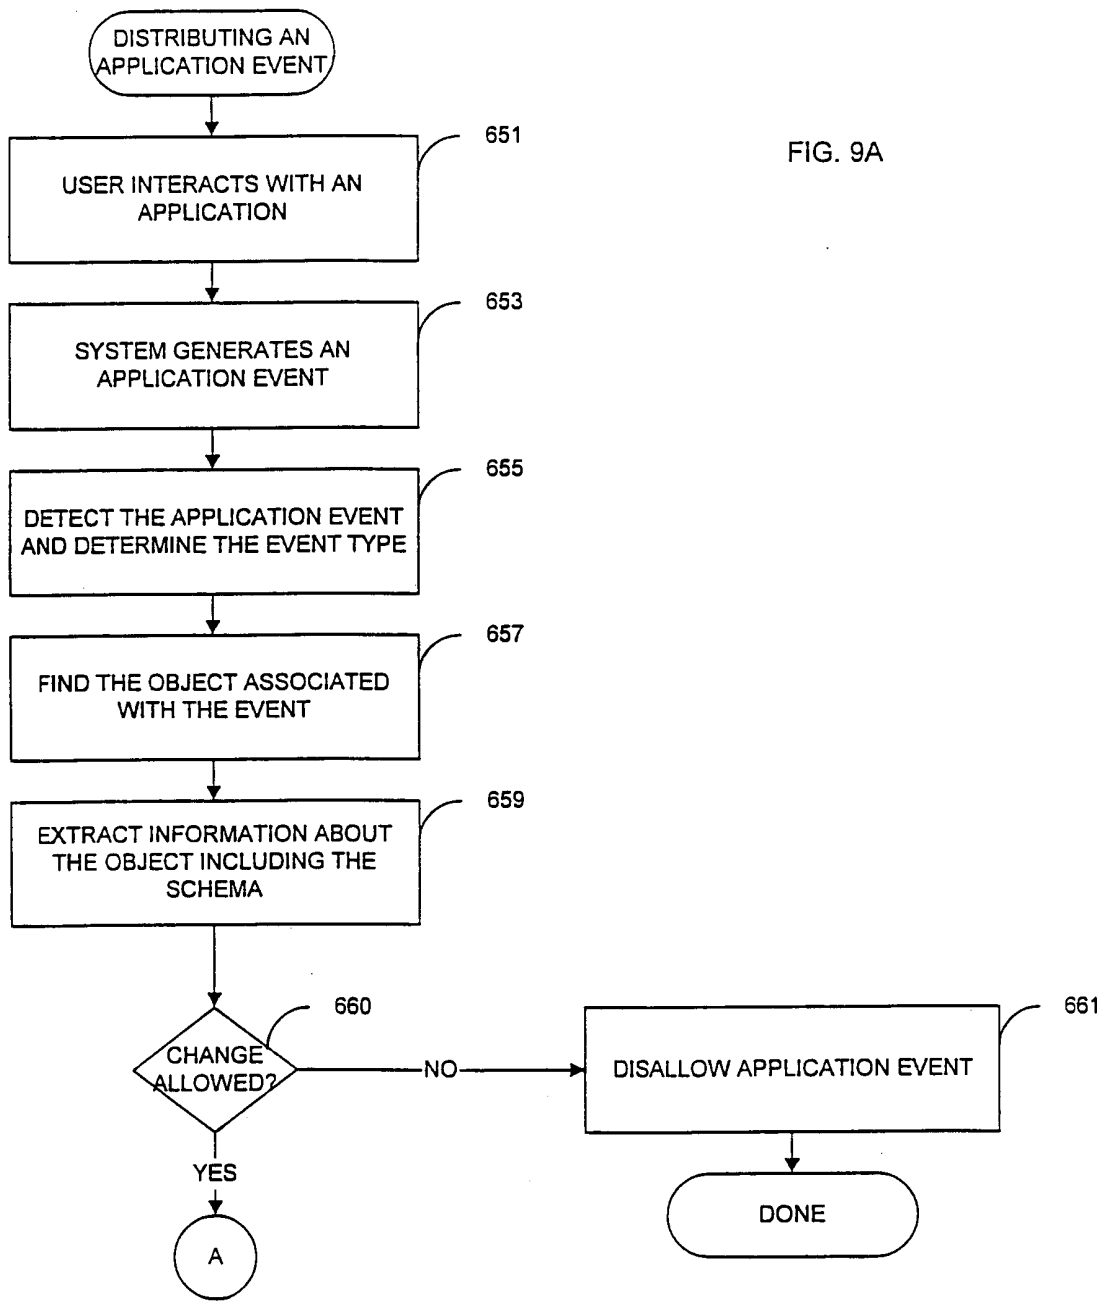 DISTRIBUTING AN
APPLICATION EVENT
651
FIG. 9A
USER INTERACTS WITH AN
APPLICATION
653
SYSTEM GENERATES AN
APPLICATION EVENT
655
DETECT THE APPLICATION EVENT
AND DETERMINE THE EVENT TYPE
657
FIND THE OBJECT ASSOCIATED
WITH THE EVENT
659
EXTRACT INFORMATION ABOUT
THE OBJECT INCLUDING THE
SCHEMA
660
661
CHANGE
ALLOWED?
NO
DISALLOW APPLICATION EVENT
YES
DONE
A